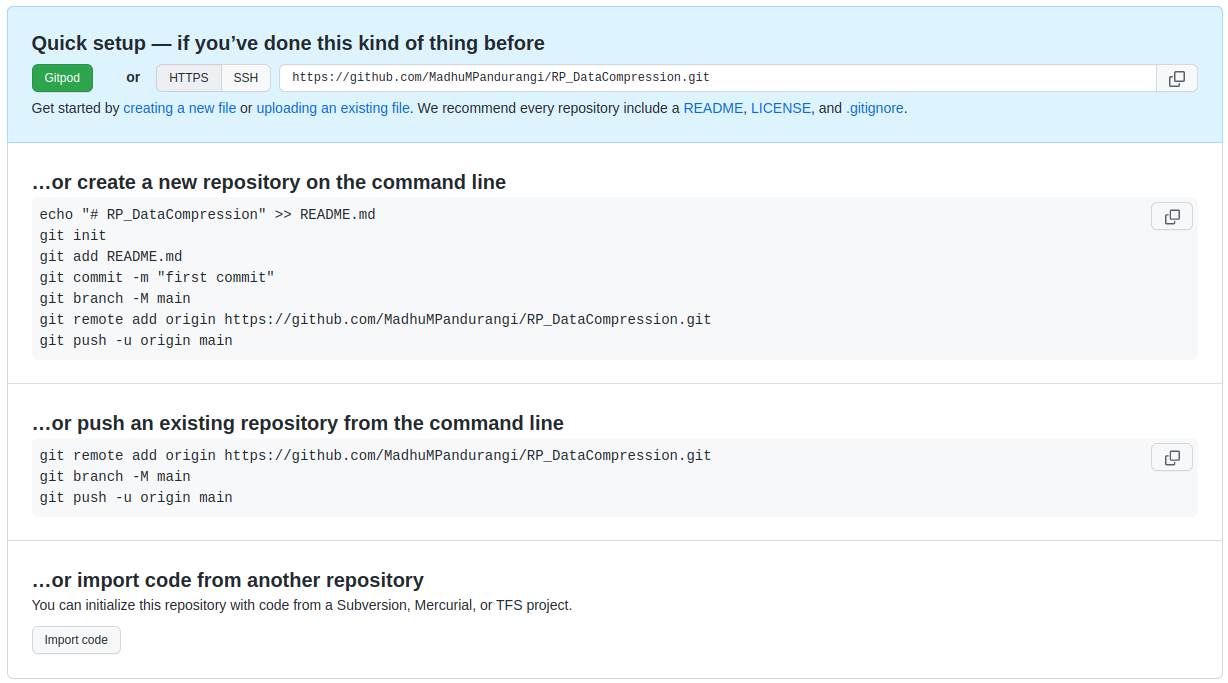 Quick setup — if you’ve done this kind of thing before
Gitpod or HTTPS SSH https://github.com/MadhuMPandurangi/RP_DataCompression.git
Get started by creating a new file or uploading an existing file. We recommend every repository include a README, LICENSE, and .gitignore.
…or create a new repository on the command line
echo "# RP_DataCompression" >> README.md
git init
git add README.md
git commit -m "first commit"
git branch -M main
git remote add origin https://github.com/MadhuMPandurangi/RP_DataCompression.git
git push -u origin main
…or push an existing repository from the command line
git remote add origin https://github.com/MadhuMPandurangi/RP_DataCompression.git
git branch -M main
git push -u origin main
…or import code from another repository
You can initialize this repository with code from a Subversion, Mercurial, or TFS project.
Import code